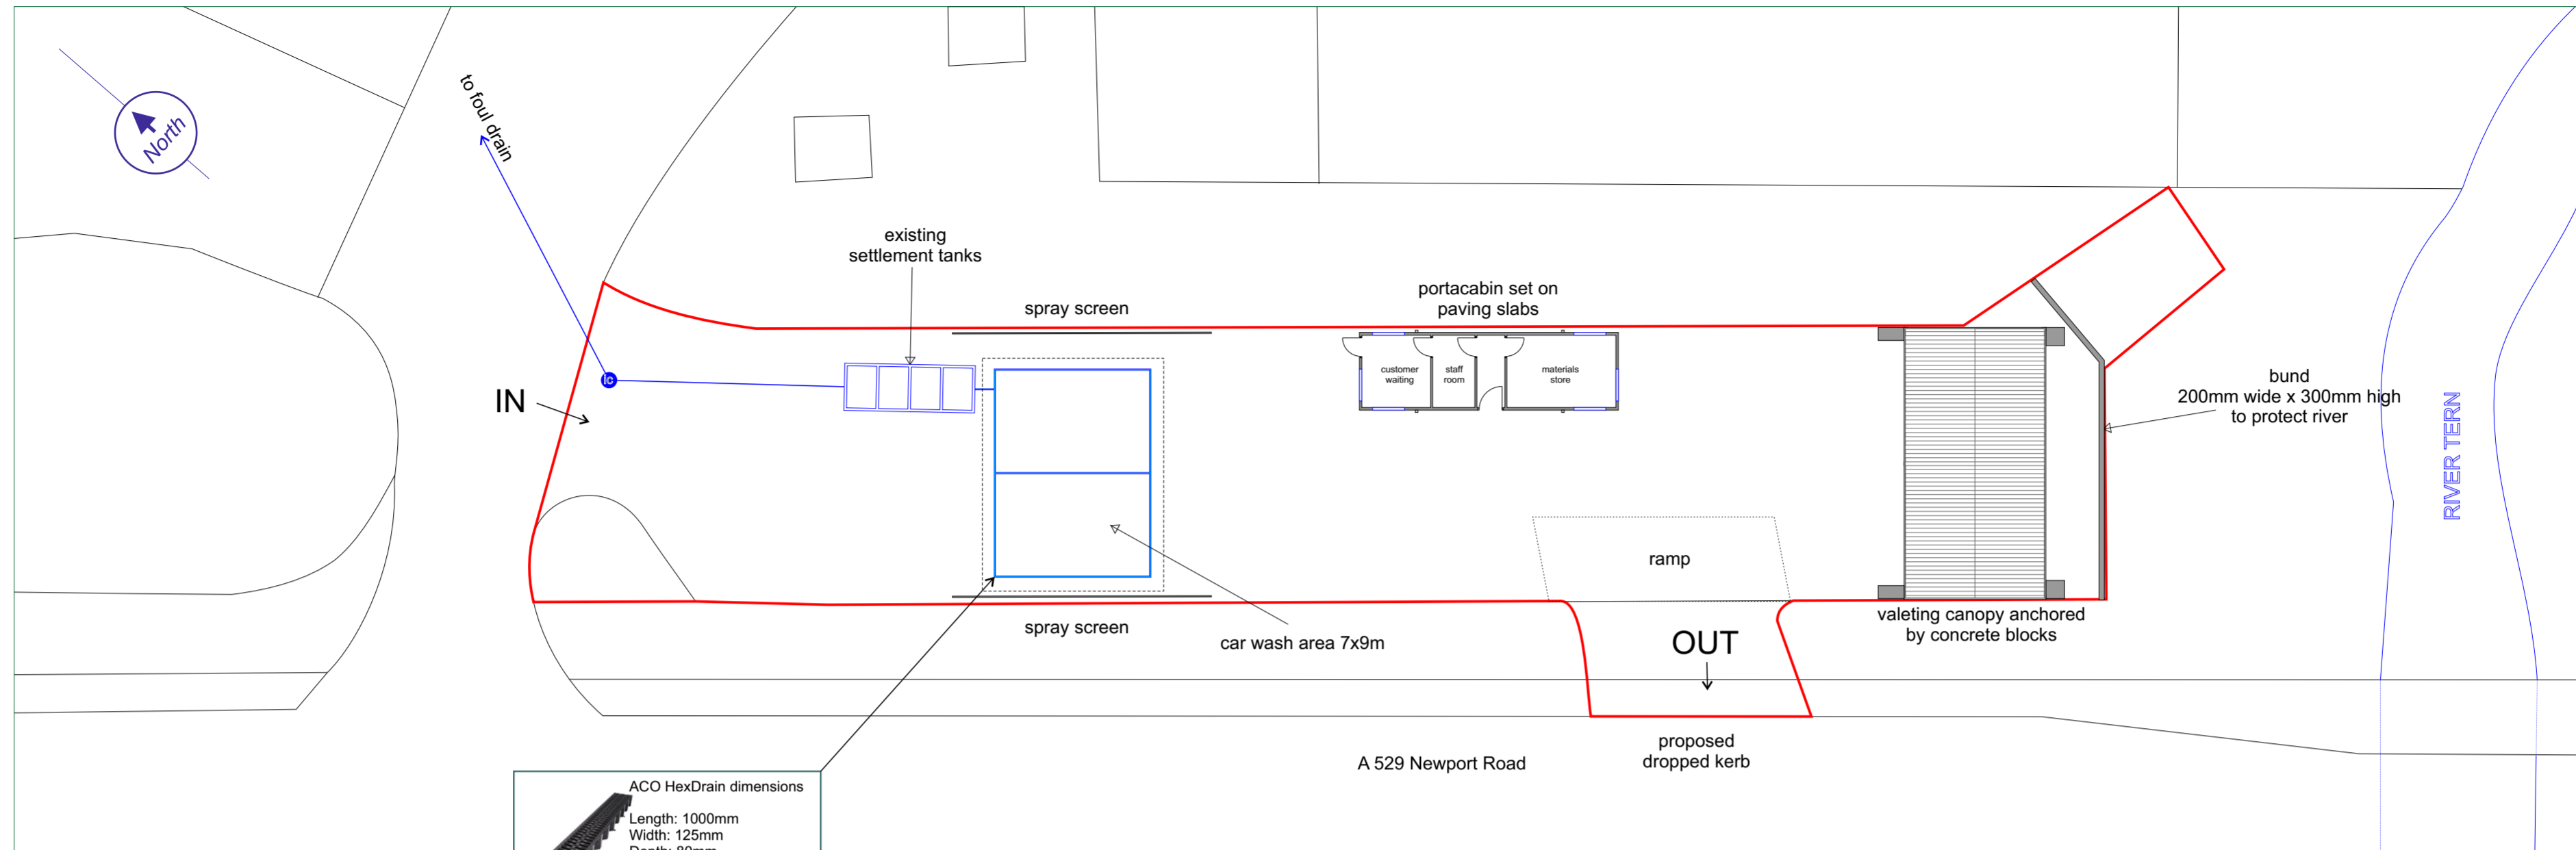 North
to foul drain
existing
settlement tanks
spray screen
portacabin set on
paving slabs
IN
Ic
customer
waiting
staff
room
materials
store
bund
200mm wide x 300mm high
to protect river
RIVER TERN
ramp
spray screen
car wash area 7x9m
OUT
valeting canopy anchored
by concrete blocks
proposed
dropped kerb
A 529 Newport Road
ACO HexDrain dimensions
Length: 1000mm
Width: 125mm
Depth: 80mm